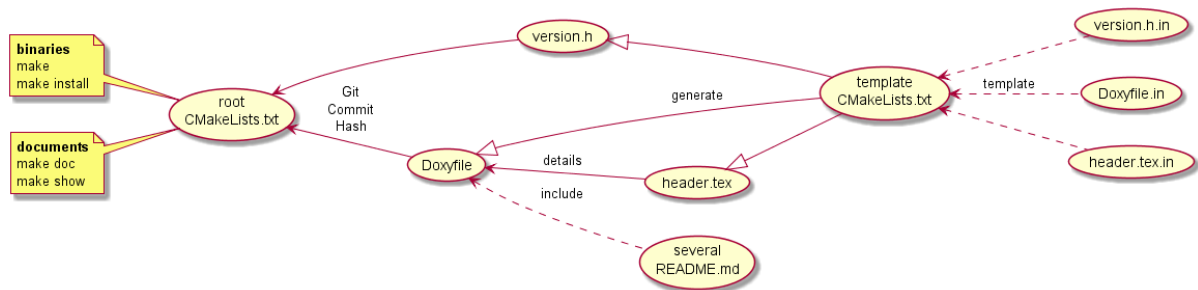 binaries
make
make install
documents
make doc
make show
root
CMakeLists.txt
Git
Commit
Hash
version.h
Doxyfile
generate
details
include
header.tex
several
README.md
template
CMakeLists.txt
template
version.h.in
Doxyfile.in
header.tex.in